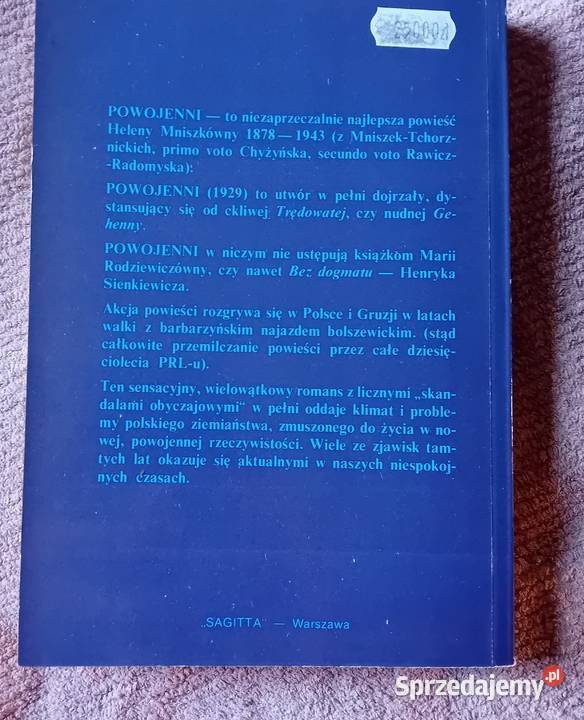 POWOJENNI — to niezaprzeczalnie najlepsza powieść
Heleny Mniszkówny 1878—1943 (z Mniszek-Tchorz-
nickich, primo voto Chyżyńska, secundo voto Rawicz-
-Radomyska):
POWOJENNI (1929) to utwór w pełni dojrzały, dy-
stansujący się od ckliwej Trędowatej, czy nudnej Ge-
henny.
POWOJENNI w niczym nie ustępują książkom Marii
Rodziewiczówny, czy nawet Bez dogmatu — Henryka
Sienkiewicza.
Akcja powieści rozgrywa się w Polsce i Gruzji w latach
walki z barbarzyńskim najazdem bolszewickim. (stąd
całkowite przemilczanie powieści przez całe dziesię-
ciolecia PRL-u).
Ten sensacyjny, wielowątkowy romans z licznymi „skan-
dalami obyczajowymi" w pełni oddaje klimat i proble-
my polskiego ziemiaństwa, zmuszonego do życia w no-
wej, powojennej rzeczywistości. Wiele ze zjawisk tam-
tych lat okazuje się aktualnymi w naszych niespokoj-
nych czasach.
„SAGITTA" — Warszawa
Sprzedajemy.pl